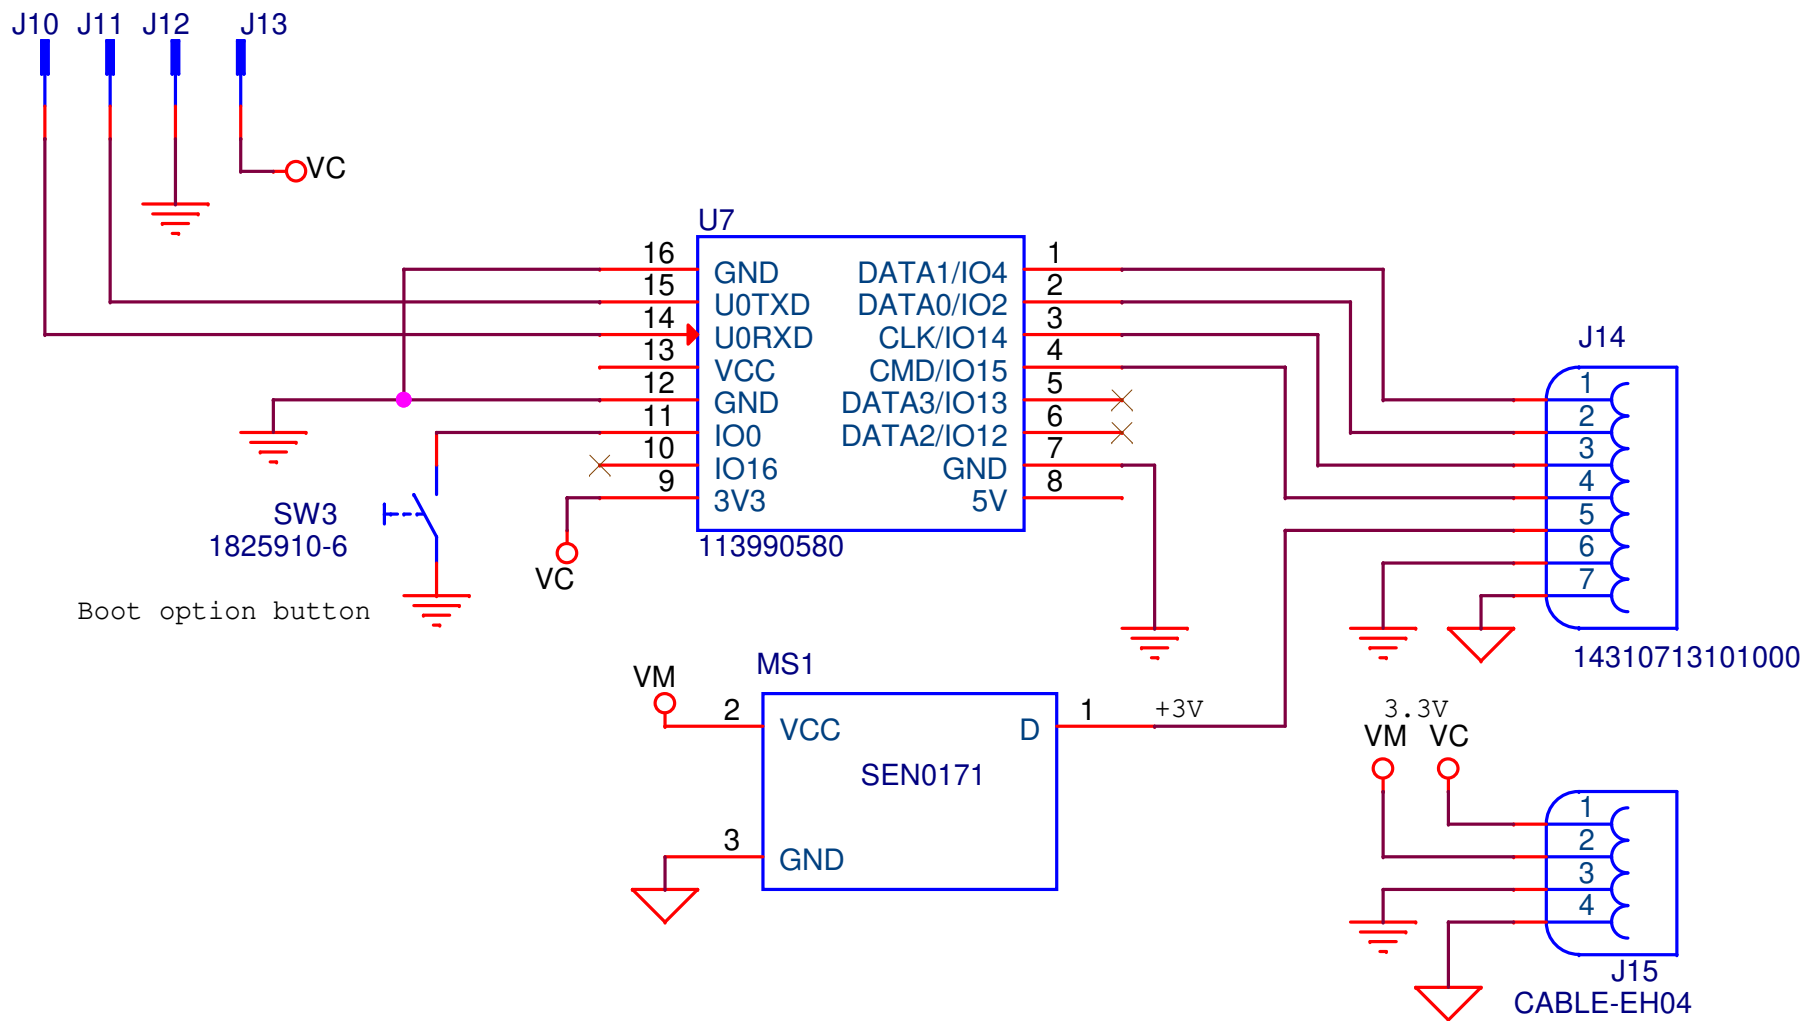 J10 J11 J12 J13
VC
U7
16 GND DATA1/IO4 1
15 U0TXD DATA0/IO2 2
14 U0RXD CLK/IO14 3
13 VCC CMD/IO15 4
12 GND DATA3/IO13 5
11 IO0 DATA2/IO12 6
10 IO16 GND 7
9 3V3 5V 8
113990580
J14
1
2
3
4
5
6
7
14310713101000
SW3
1825910-6
Boot option button
VC
MS1
VM
2 VCC D 1 +3V
SEN0171
3 GND
3.3V
VM VC
1
2
3
4
J15
CABLE-EH04